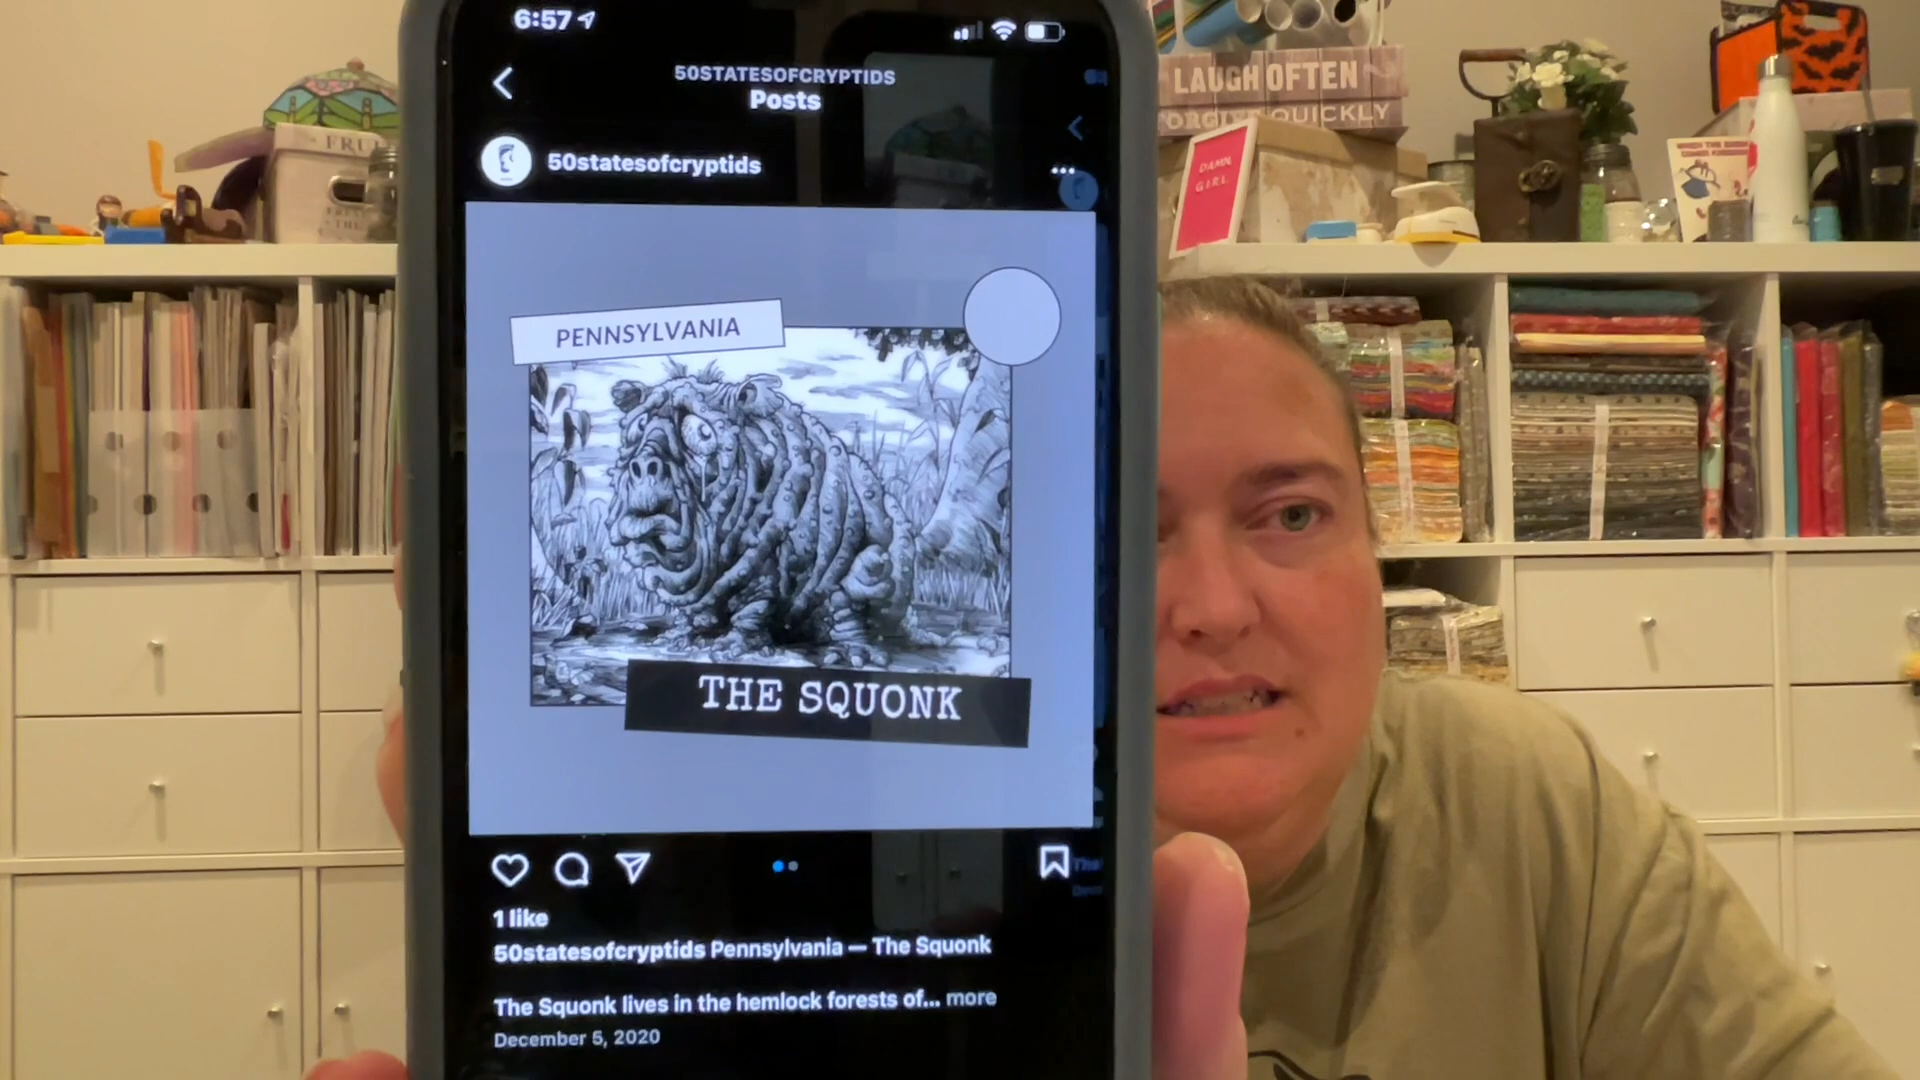 6:57
50STATESOFCRYPTIDS
Posts
50statesofcryptids
PENNSYLVANIA
THE SQUONK
1 like
50statesofcryptids Pennsylvania — The Squonk
The Squonk lives in the hemlock forests of... more
December 5, 2020
LAUGH OFTEN
QUICKLY
DAMN,
GIRL.